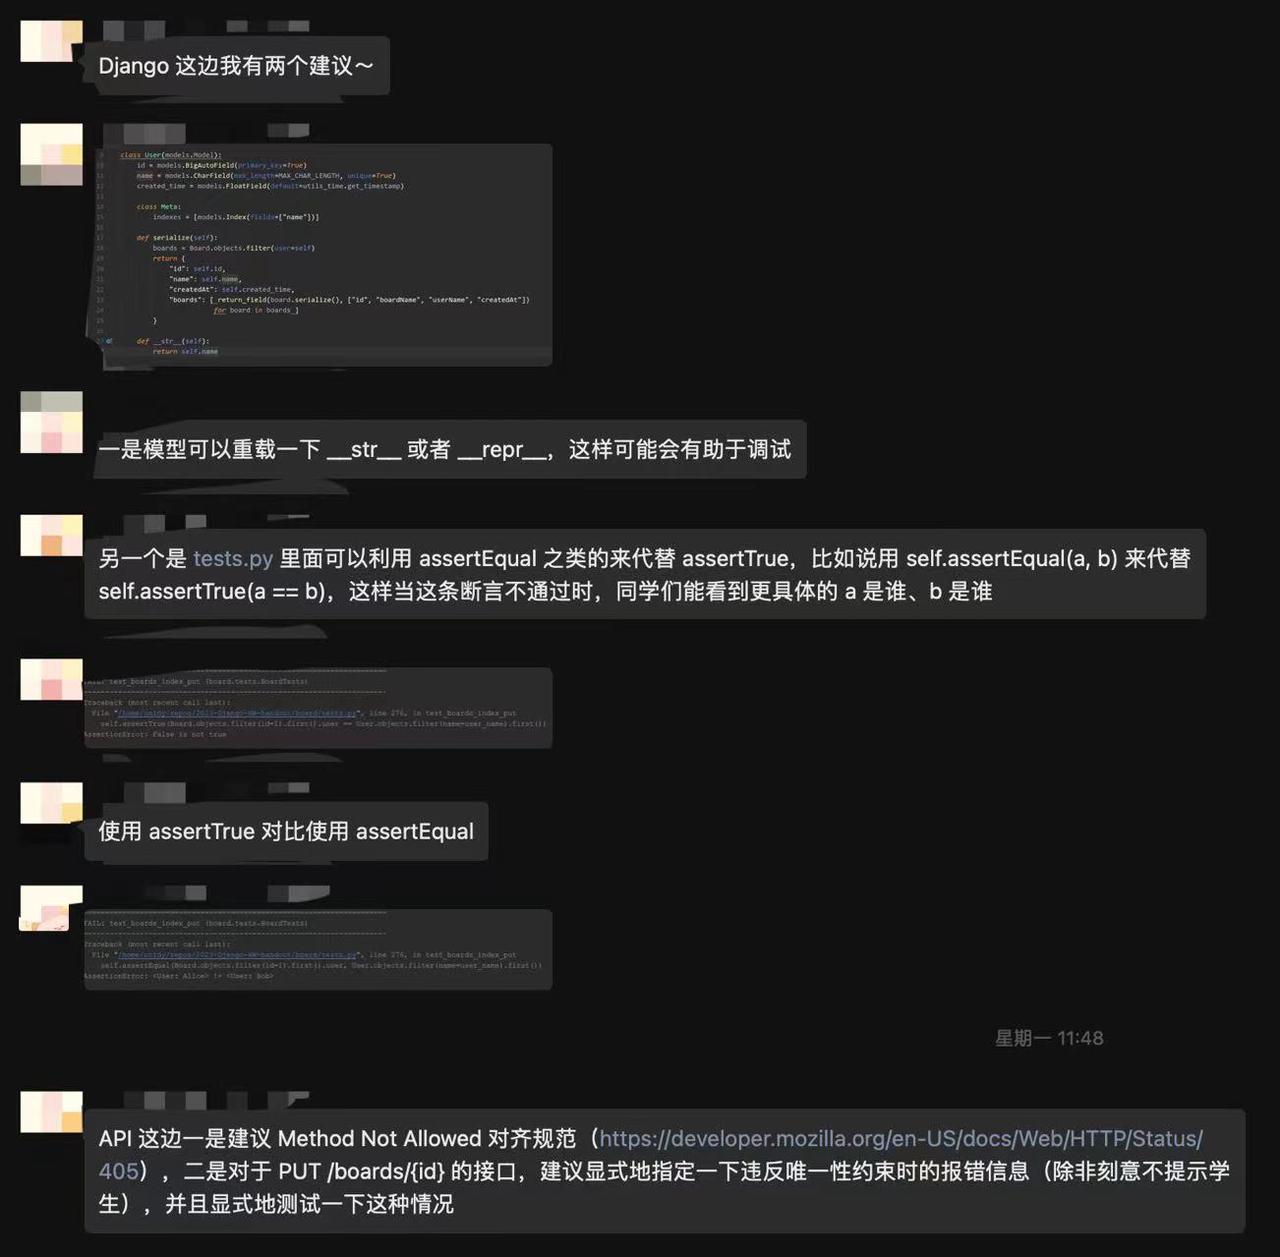 Django 这边我有两个建议～
class User(models.Model):
id = models.BigAutoField(primary_key=True)
name = models.CharField(max_length=MAX_CHAR_LENGTH, unique=True)
created_time = models.FloatField(default=utils_time.get_timestamp)
class Meta:
indexes = [models.Index(fields=["name"])]
def serialize(self):
boards = Board.objects.filter(user=self)
return {
"id": self.id,
"name": self.name,
"createdAt": self.created_time,
"boards": [ return_field(board.serialize(), ["id", "boardName", "userName", "createdAt"])
for board in boards ]
}
def __str__(self):
return self.name
一是模型可以重载一下 __str__ 或者 __repr__，这样可能会有助于调试
另一个是 tests.py 里面可以利用 assertEqual 之类的来代替 assertTrue，比如说用 self.assertEqual(a, b) 来代替
self.assertTrue(a == b)，这样当这条断言不通过时，同学们能看到更具体的 a 是谁、b 是谁
FAIL: test_boards_index_put (board.tests.BoardTests)
Traceback (most recent call last):
File "/home/unidy/repos/2023-Django-HW-handout/board/tests.py", line 276, in test_boards_index_put
self.assertTrue(Board.objects.filter(id=1).first().user == User.objects.filter(name=user_name).first())
AssertionError: False is not true
使用 assertTrue 对比使用 assertEqual
FAIL: test_boards_index_put (board.tests.BoardTests)
Traceback (most recent call last):
File "/home/unidy/repos/2023-Django-HW-handout/board/tests.py", line 276, in test_boards_index_put
self.assertEqual(Board.objects.filter(id=1).first().user, User.objects.filter(name=user_name).first())
AssertionError: <User: Alice> != <User: Bob>
星期一 11:48
API 这边一是建议 Method Not Allowed 对齐规范（https://developer.mozilla.org/en-US/docs/Web/HTTP/Status/
405），二是对于 PUT /boards/{id} 的接口，建议显式地指定一下违反唯一性约束时的报错信息（除非刻意不提示学
生），并且显式地测试一下这种情况